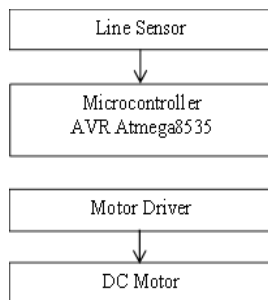 Line Sensor
Microcontroller
AVR Atmega8535
Motor Driver
DC Motor